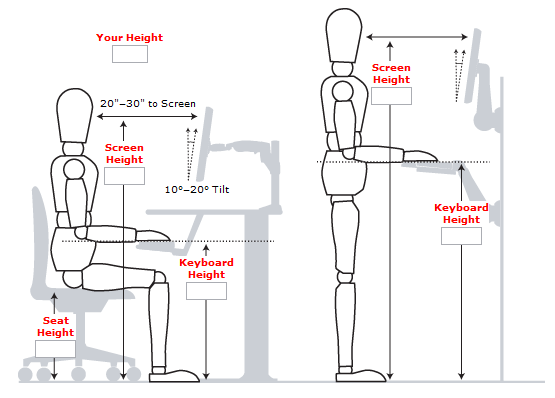 Your Height
20"–30" to Screen
Screen
Height
10°–20° Tilt
Keyboard
Height
Seat
Height
Screen
Height
Keyboard
Height